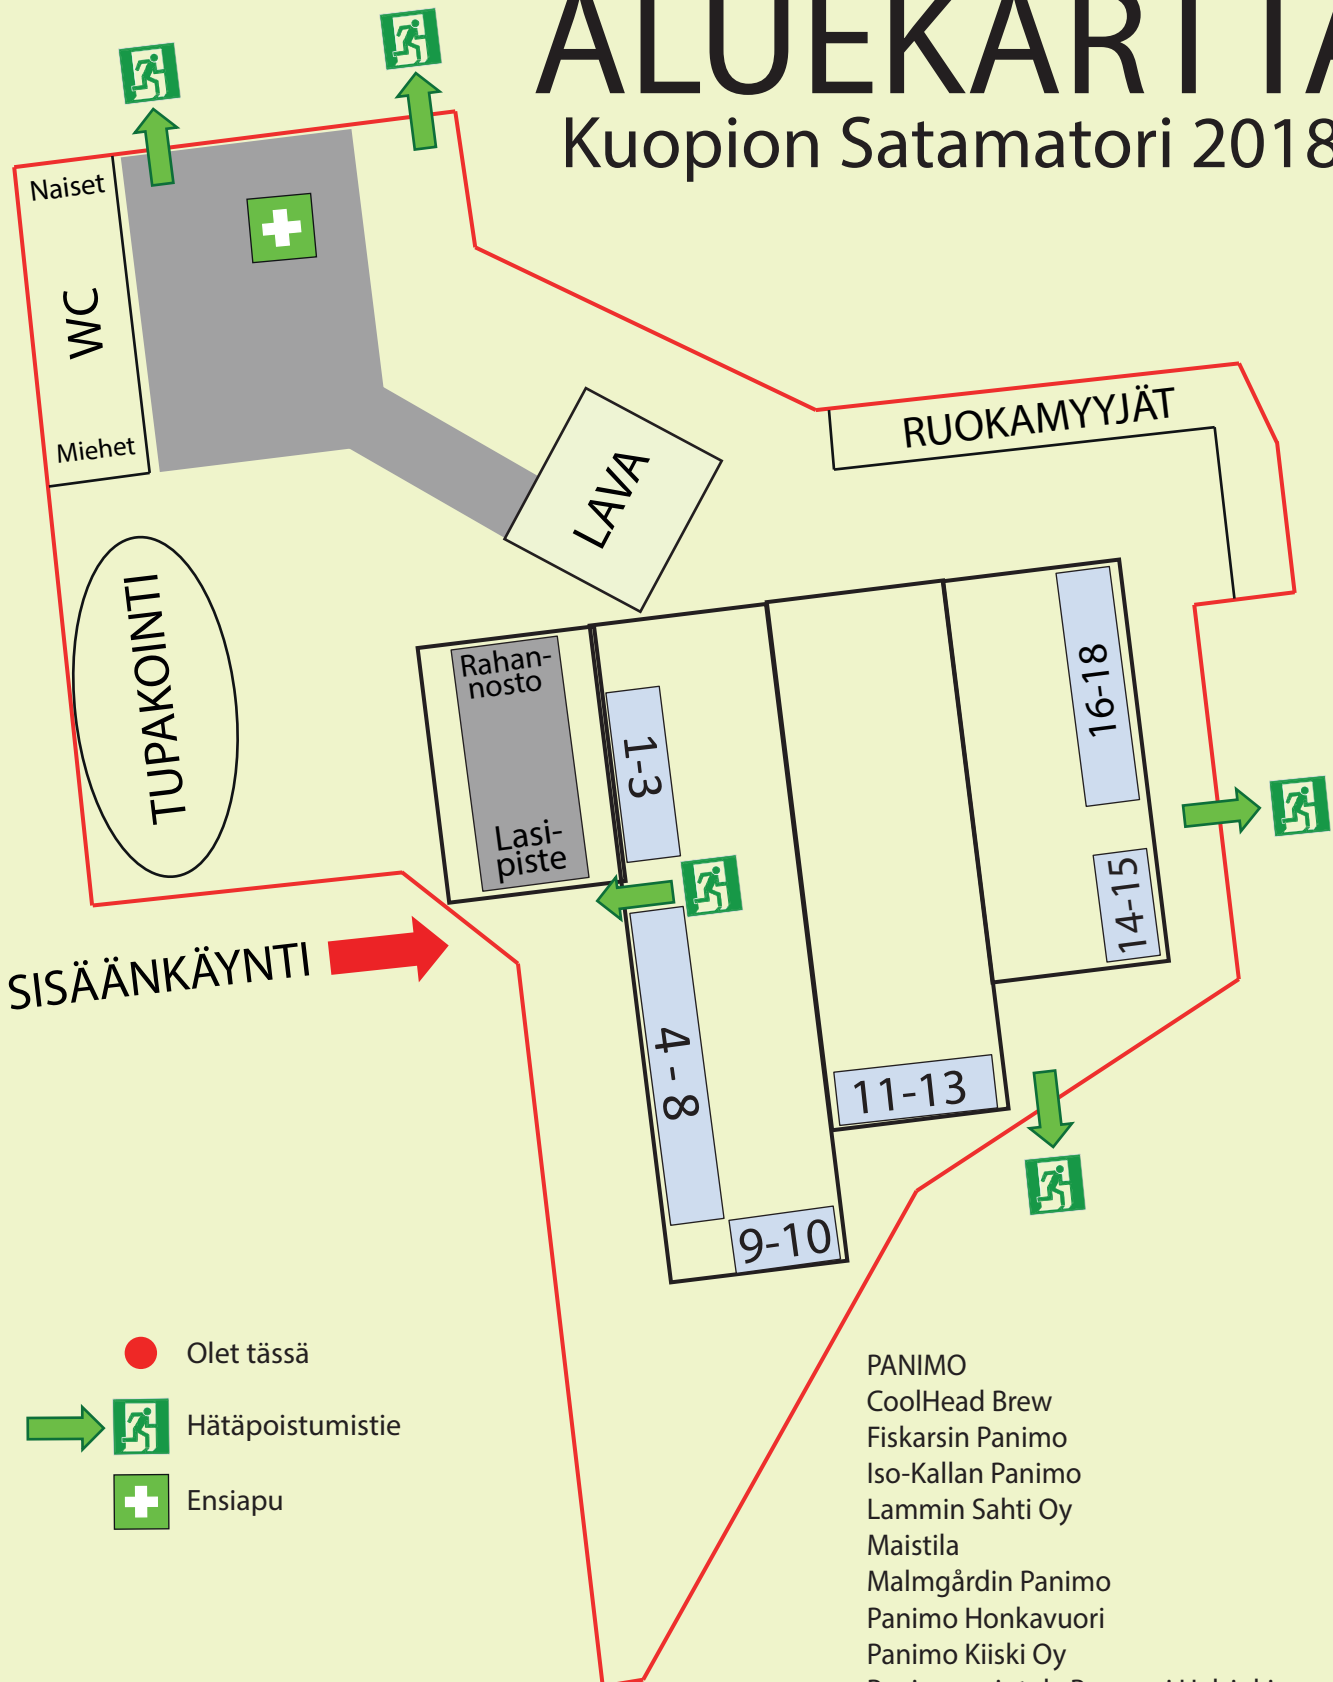 ALUEKARTTA
Kuopion Satamatori 2018
Naiset
WC
Miehet
RUOKAMYYJÄT
LAVA
TUPAKOINTI
Rahan-
nosto
Lasi-
piste
1-3
16-18
14-15
SISÄÄNKÄYNTI
4 - 8
11-13
9-10
Olet tässä
Hätäpoistumistie
Ensiapu
PANIMO
CoolHead Brew
Fiskarsin Panimo
Iso-Kallan Panimo
Lammin Sahti Oy
Maistila
Malmgårdin Panimo
Panimo Honkavuori
Panimo Kiiski Oy